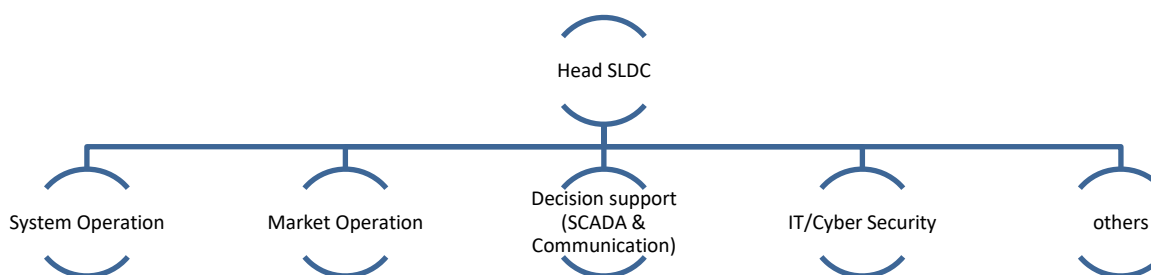 Head SLDC
System Operation
Market Operation
Decision support
(SCADA &
Communication)
IT/Cyber Security
others